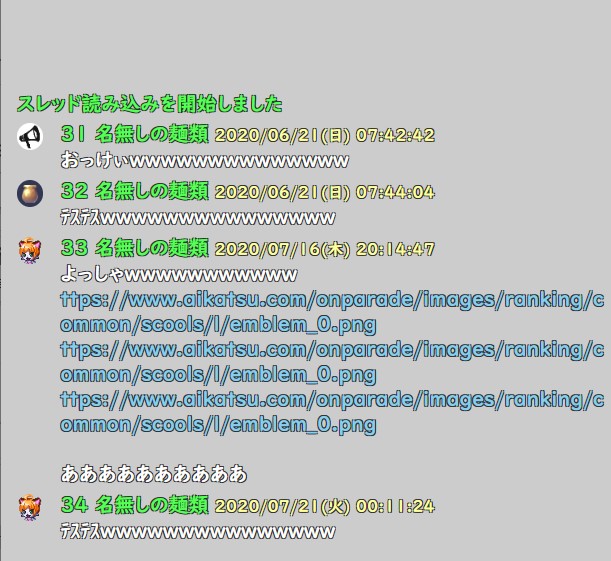 スレッド読み込みを開始しました
31 名無しの麺類 2020/06/21(日) 07:42:42
おっけぃwwwwwwwwwwwwwwww
32 名無しの麺類 2020/06/21(日) 07:44:04
ﾃｽﾃｽwwwwwwwwwwwwwwwww
33 名無しの麺類 2020/07/16(木) 20:14:47
よっしゃwwwwwwwwwwww
ttps://www.aikatsu.com/onparade/images/ranking/c
ommon/scools/1/emblem_0.png
ttps://www.aikatsu.com/onparade/images/ranking/c
ommon/scools/1/emblem_0.png
ttps://www.aikatsu.com/onparade/images/ranking/c
ommon/scools/1/emblem_0.png
ああああああああああ
34 名無しの麺類 2020/07/21(火) 00:11:24
ﾃｽﾃｽwwwwwwwwwwwwwwwww